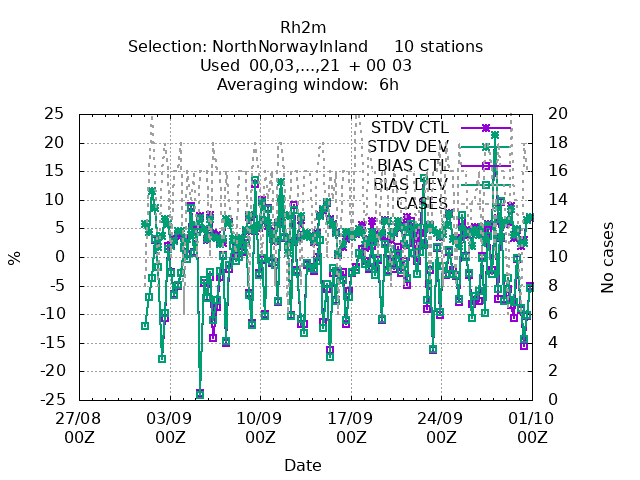 Rh2m
Selection: NorthNorwayInland 10 stations
Used 00,03,...,21 + 00 03
Averaging window: 6h
25
20
15
10
5
0
-5
-10
-15
-20
-25
%
20
18
16
14
12
10
8
6
4
2
0
No cases
STDV CTL
STDV DEV
BIAS CTL
BIAS DEV
CASES
27/08 03/09 10/09 17/09 24/09 01/10
00Z 00Z 00Z 00Z 00Z 00Z
Date